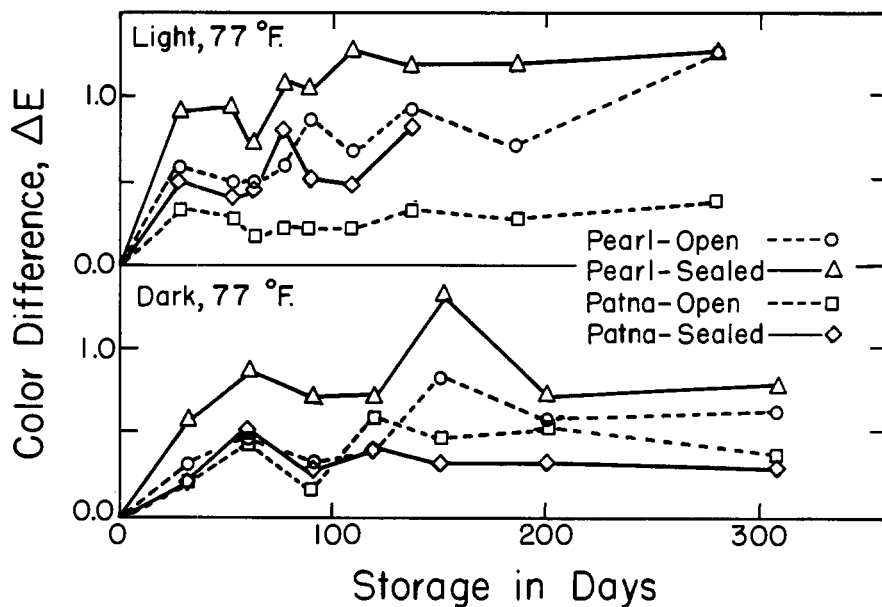 Light, 77 °F.
Color Difference, ΔE
1.0
0.0
Pearl-Open
Pearl-Sealed
Patna-Open
Patna-Sealed
Dark, 77 °F.
1.0
0.0
0 100 200 300
Storage in Days